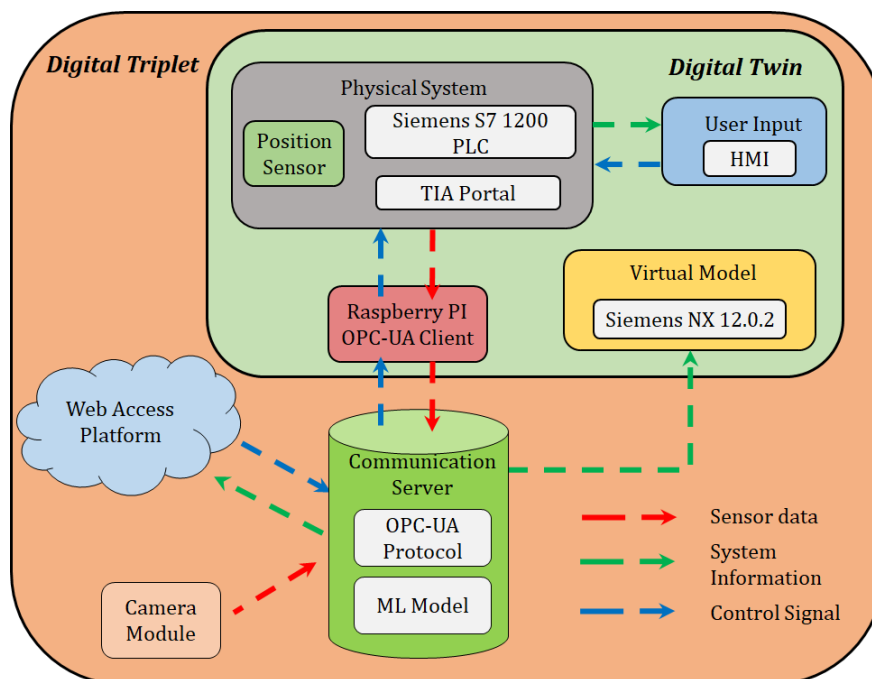 Digital Triplet
Digital Twin
Physical System
Siemens S7 1200
PLC
Position
Sensor
TIA Portal
User Input
HMI
Virtual Model
Siemens NX 12.0.2
Raspberry PI
OPC-UA Client
Web Access
Platform
Communication
Server
OPC-UA
Protocol
ML Model
Camera
Module
Sensor data
System
Information
Control Signal